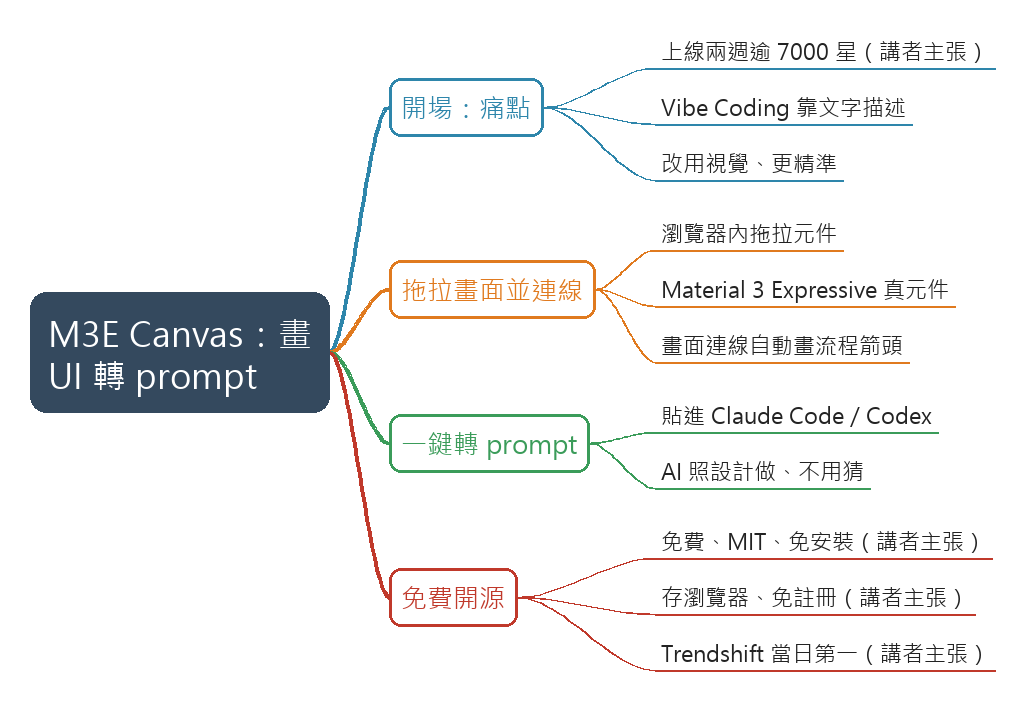 M3E Canvas：畫
UI 轉 prompt
開場：痛點
上線兩週逾 7000 星（講者主張）
Vibe Coding 靠文字描述
改用視覺、更精準
拖拉畫面並連線
瀏覽器內拖拉元件
Material 3 Expressive 真元件
畫面連線自動畫流程箭頭
一鍵轉 prompt
貼進 Claude Code / Codex
AI 照設計做、不用猜
免費開源
免費、MIT、免安裝（講者主張）
存瀏覽器、免註冊（講者主張）
Trendshift 當日第一（講者主張）